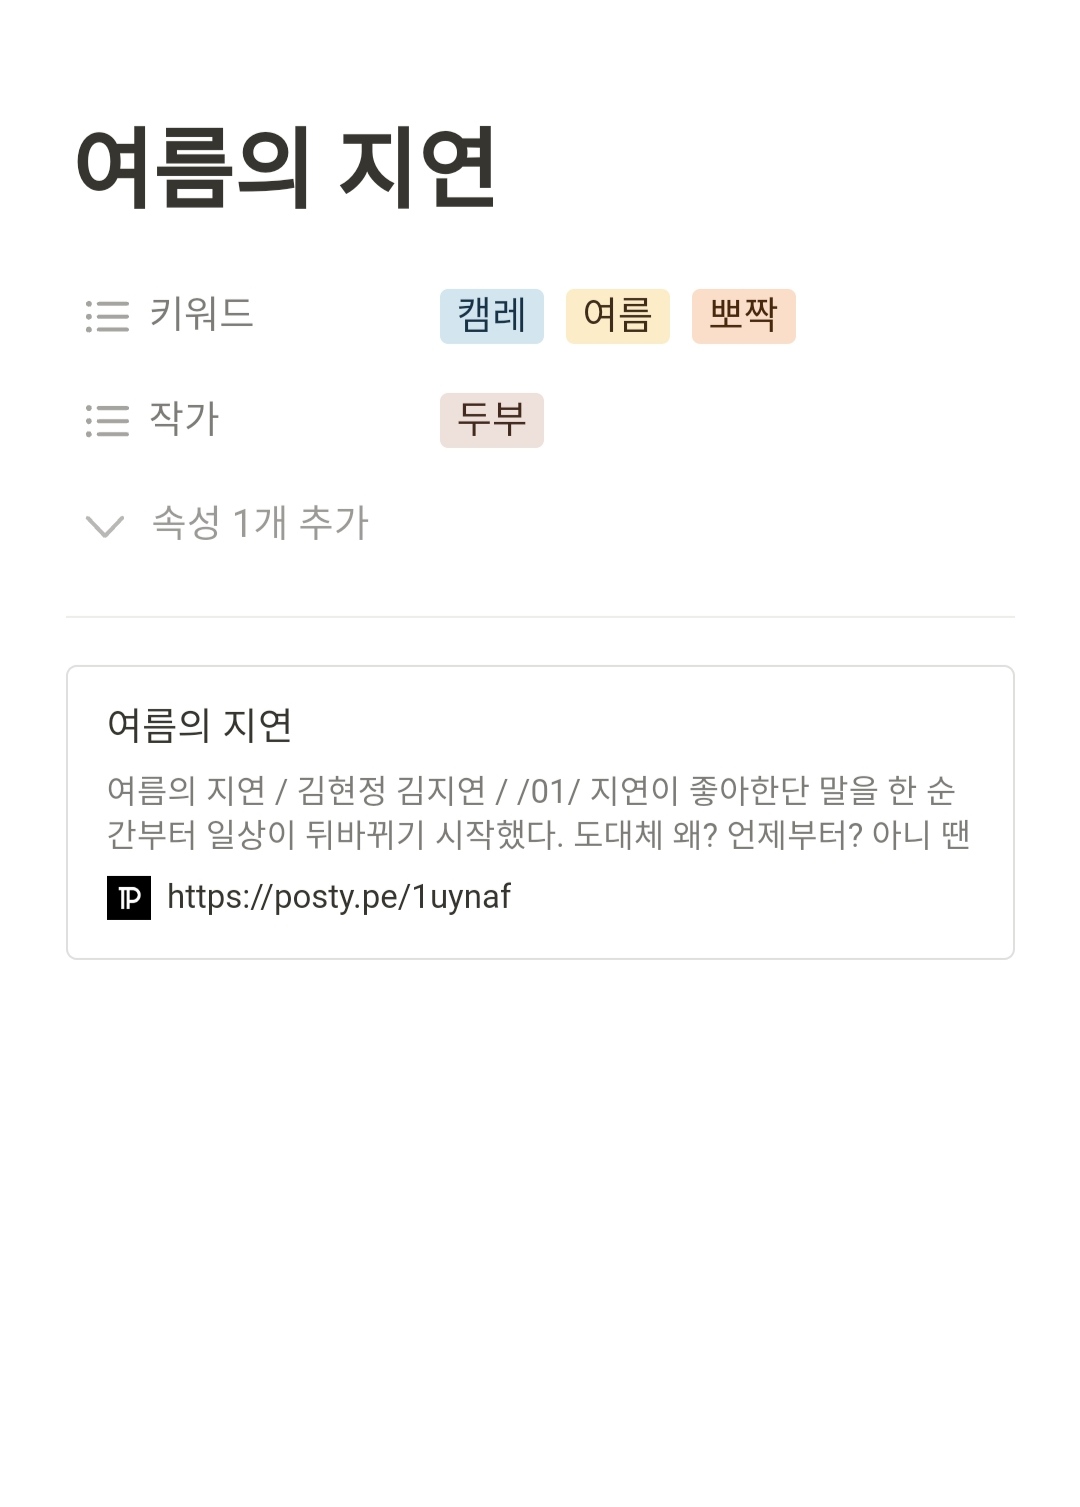 여름의 지연
키워드 캠레 여름 뽀짝
작가 두부
속성 1개 추가
여름의 지연
여름의 지연 / 김현정 김지연 / /01/ 지연이 좋아한단 말을 한 순
간부터 일상이 뒤바뀌기 시작했다. 도대체 왜? 언제부터? 아니 땐
https://posty.pe/1uynaf